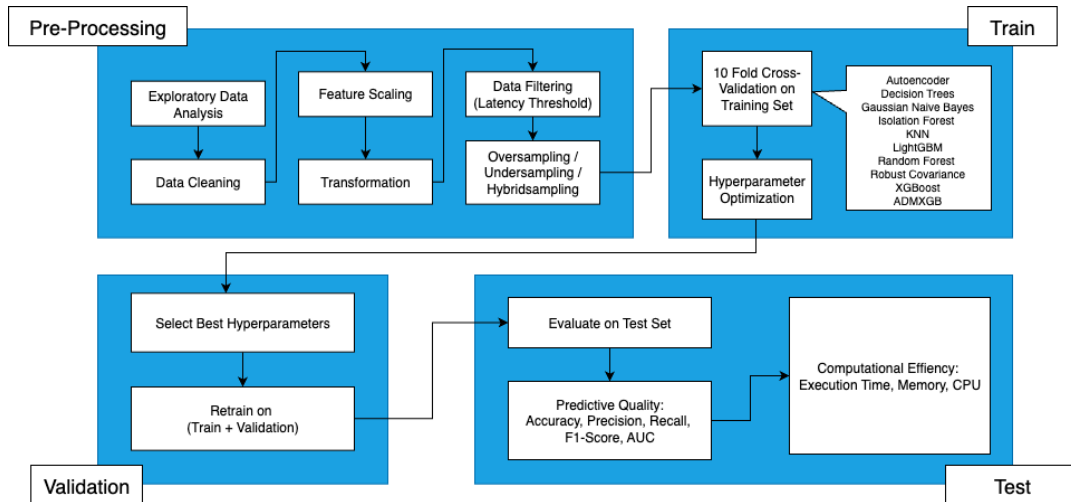 Pre-Processing
Exploratory Data
Analysis
Data Cleaning
Feature Scaling
Transformation
Data Filtering
(Latency Threshold)
Oversampling /
Undersampling /
Hybridsampling
Train
10 Fold Cross-
Validation on
Training Set
Hyperparameter
Optimization
Autoencoder
Decision Trees
Gaussian Naive Bayes
Isolation Forest
KNN
LightGBM
Random Forest
Robust Covariance
XGBoost
ADMXGB
Select Best Hyperparameters
Retrain on
(Train + Validation)
Validation
Evaluate on Test Set
Predictive Quality:
Accuracy, Precision, Recall,
F1-Score, AUC
Computational Effiency:
Execution Time, Memory, CPU
Test